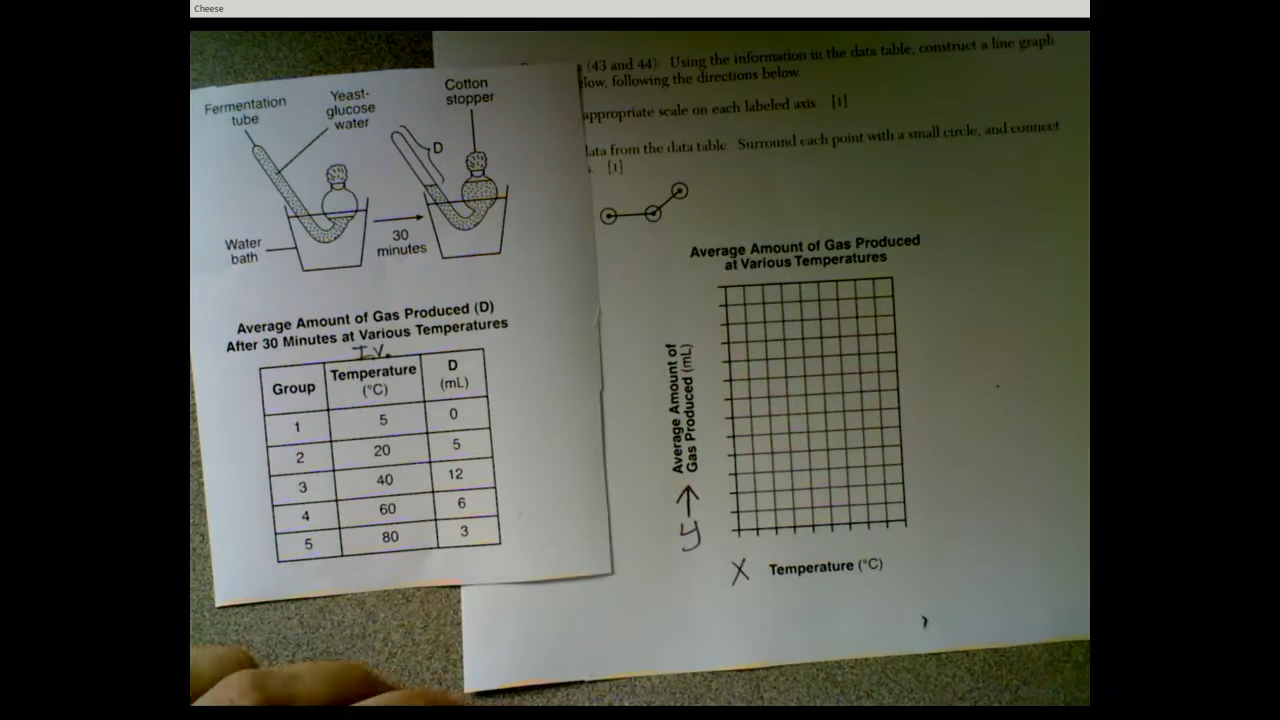 Cheese
Fermentation
tube
Yeast-
glucose
water
Cotton
stopper
D
Water
bath
30
minutes
Average Amount of Gas Produced (D)
After 30 Minutes at Various Temperatures
I.V.
Group Temperature (°C) D (mL)
1 5 0
2 20 5
3 40 12
4 60 6
5 80 3
(43 and 44) Using the information in the data table, construct a line graph
low, following the directions below.
appropriate scale on each labeled axis [1]
data from the data table. Surround each point with a small circle, and connect
[1]
Average Amount of Gas Produced
at Various Temperatures
Average Amount of
Gas Produced (mL)
y
X Temperature (°C)